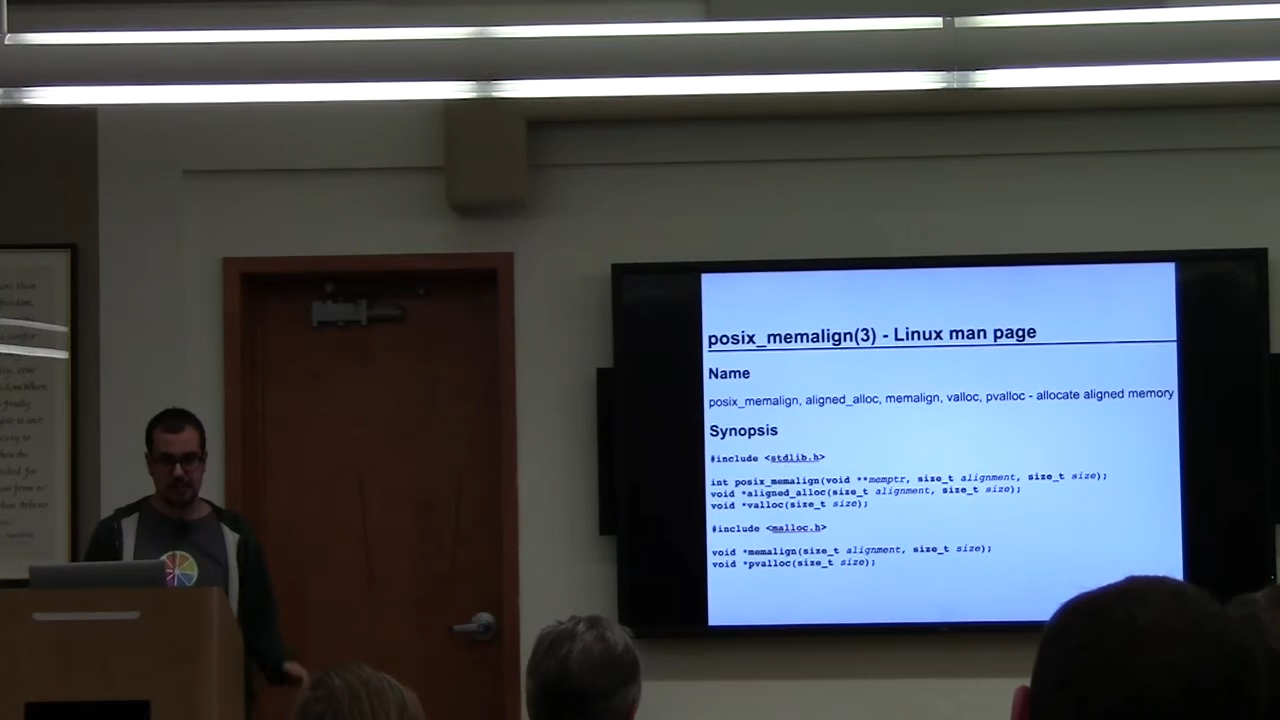 posix_memalign(3) - Linux man page
Name
posix_memalign, aligned_alloc, memalign, valloc, pvalloc - allocate aligned memory
Synopsis
#include <stdlib.h>
int posix_memalign(void **memptr, size_t alignment, size_t size);
void *aligned_alloc(size_t alignment, size_t size);
void *valloc(size_t size);
#include <malloc.h>
void *memalign(size_t alignment, size_t size);
void *pvalloc(size_t size);